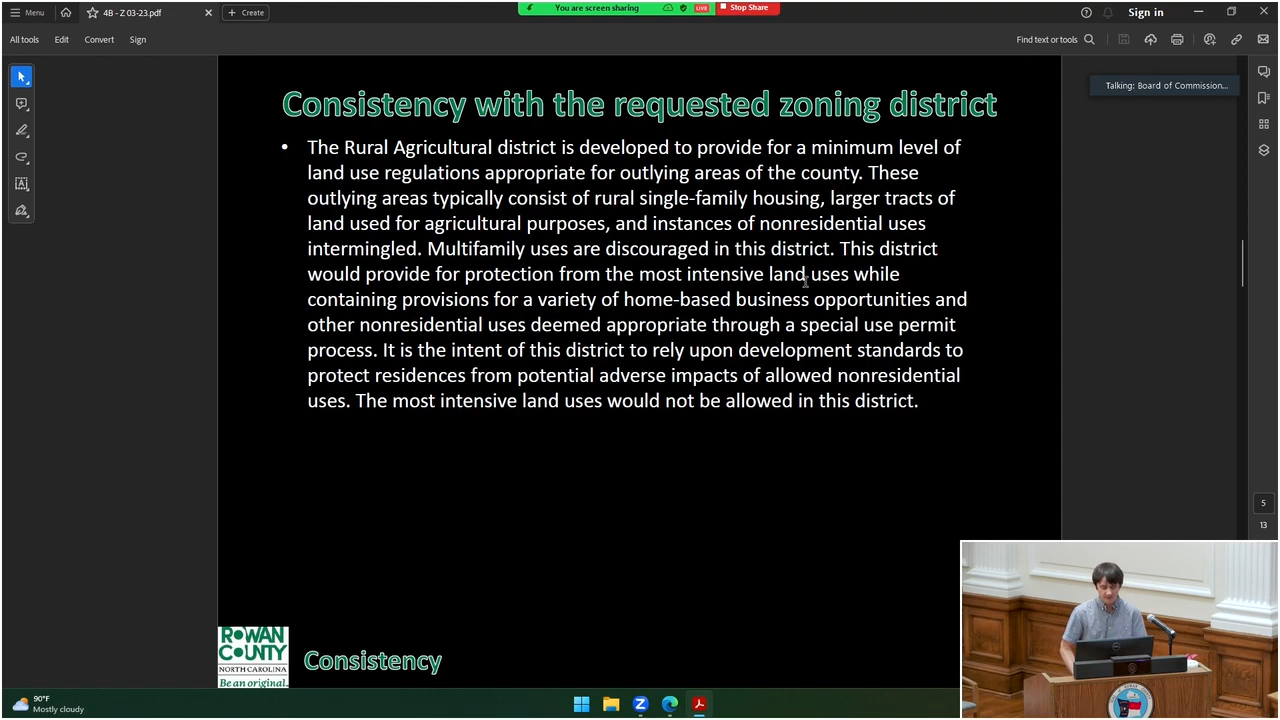 Menu
4B - Z 03-23.pdf
Create
You are screen sharing
LIVE
Stop Share
Sign in
All tools
Edit
Convert
Sign
Find text or tools
Talking: Board of Commission...
Consistency with the requested zoning district
• The Rural Agricultural district is developed to provide for a minimum level of
land use regulations appropriate for outlying areas of the county. These
outlying areas typically consist of rural single-family housing, larger tracts of
land used for agricultural purposes, and instances of nonresidential uses
intermingled. Multifamily uses are discouraged in this district. This district
would provide for protection from the most intensive land uses while
containing provisions for a variety of home-based business opportunities and
other nonresidential uses deemed appropriate through a special use permit
process. It is the intent of this district to rely upon development standards to
protect residences from potential adverse impacts of allowed nonresidential
uses. The most intensive land uses would not be allowed in this district.
5
13
ROWAN
COUNTY
NORTH CAROLINA
Be an original.
Consistency
90°F
Mostly cloudy